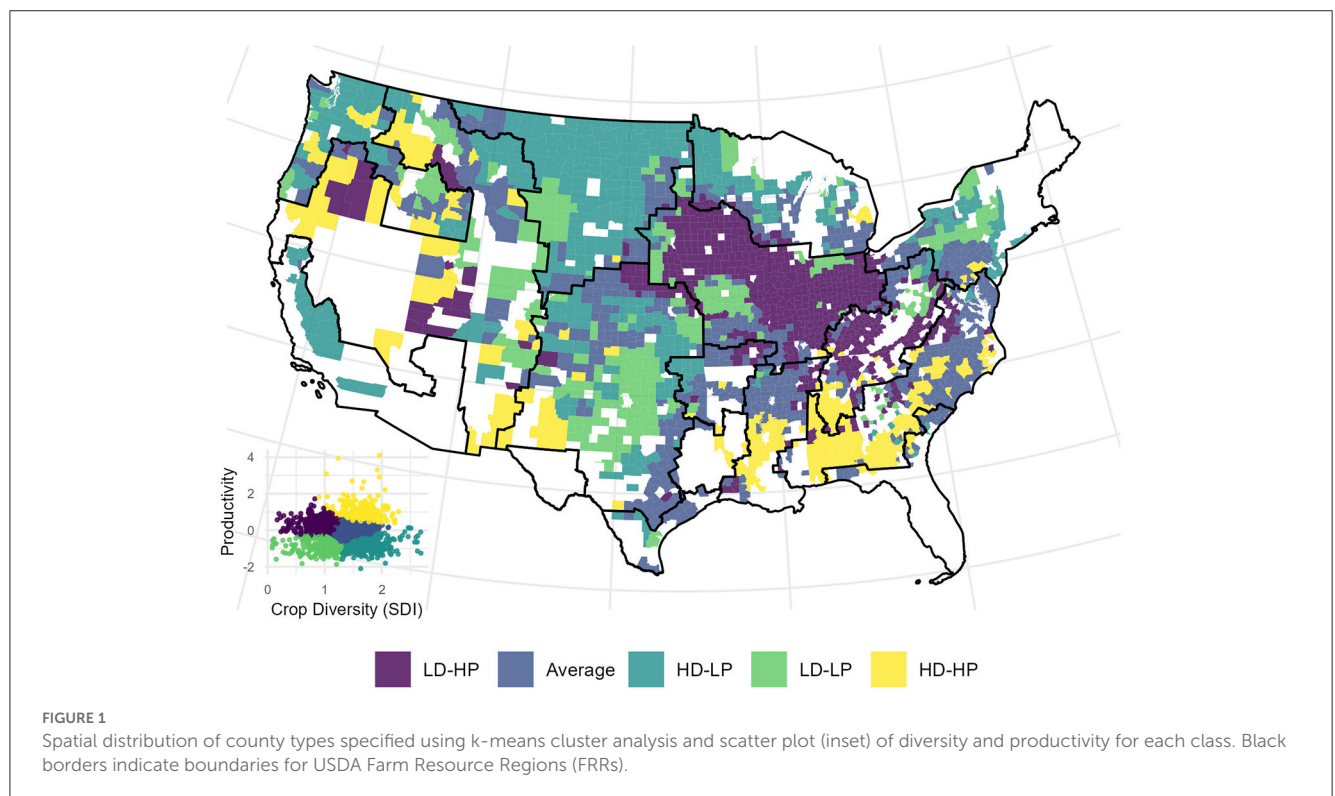 4
2
0
-2
Productivity
0 1 2
Crop Diversity (SDI)
LD-HP Average HD-LP LD-LP HD-HP
FIGURE 1
Spatial distribution of county types specified using k-means cluster analysis and scatter plot (inset) of diversity and productivity for each class. Black
borders indicate boundaries for USDA Farm Resource Regions (FRRs).